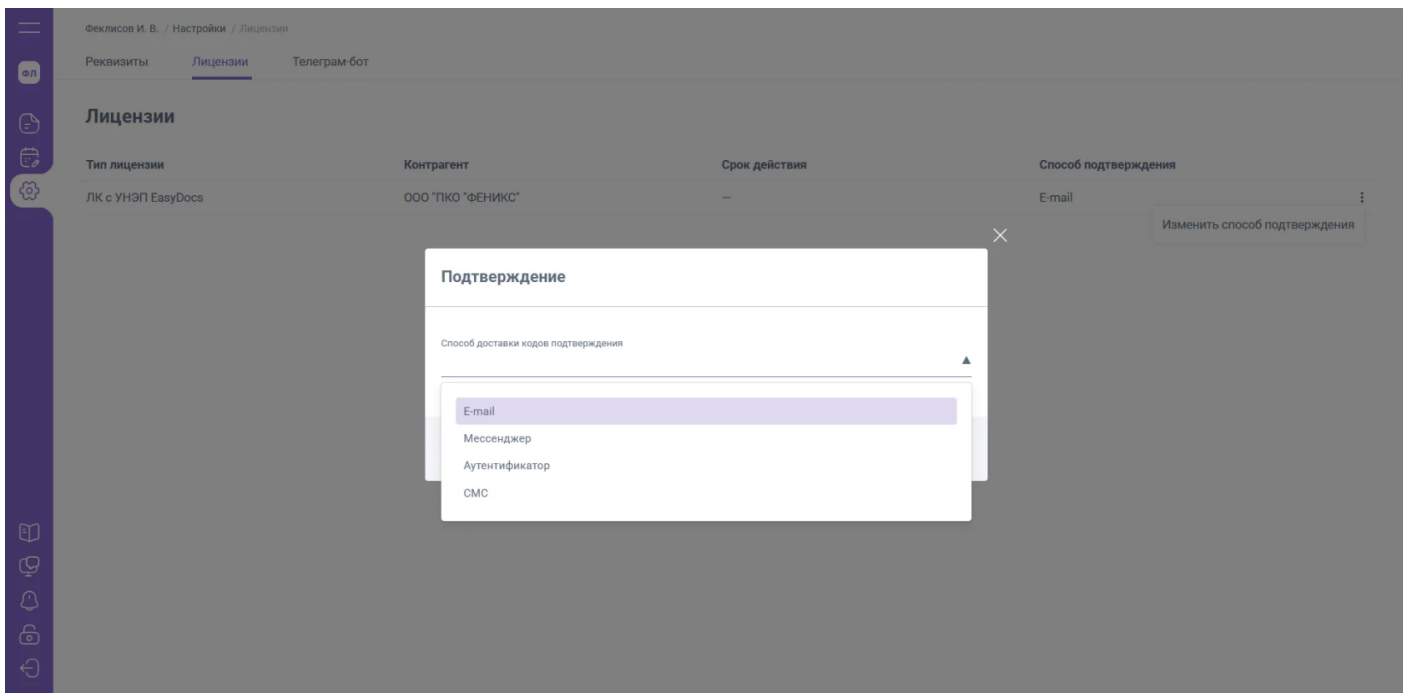 Феклисов И. В. / Настройки / Лицензии
ФЛ
Реквизиты Лицензии Телеграм-бот
Лицензии
Тип лицензии Контрагент Срок действия Способ подтверждения
ЛК с УНЭП EasyDocs ООО "ПКО "ФЕНИКС" — E-mail
Изменить способ подтверждения
Подтверждение
Способ доставки кодов подтверждения
E-mail
Мессенджер
Аутентификатор
СМС